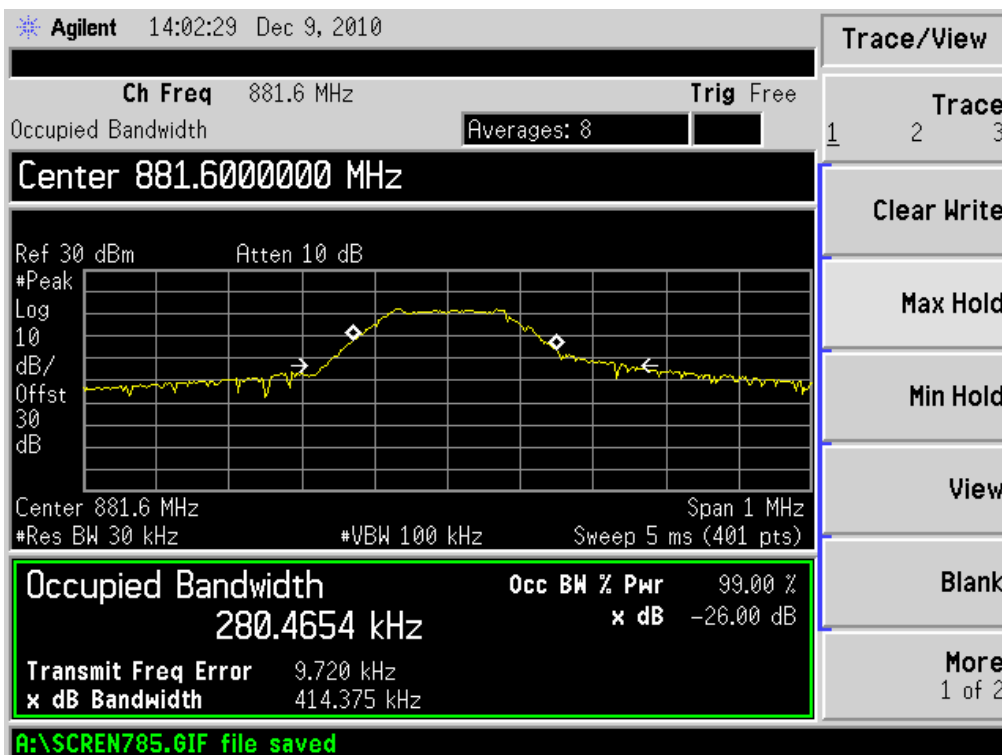 Agilent 14:02:29 Dec 9, 2010
Trace/View
Ch Freq 881.6 MHz Trig Free
Occupied Bandwidth Averages: 8
Trace
1 2 3
Center 881.6000000 MHz
Clear Write
Ref 30 dBm Atten 10 dB
#Peak
Log
10
dB/
Offst
30
dB
Max Hold
Min Hold
View
Center 881.6 MHz Span 1 MHz
#Res BW 30 kHz #VBW 100 kHz Sweep 5 ms (401 pts)
Occupied Bandwidth Occ BW % Pwr 99.00 %
280.4654 kHz x dB -26.00 dB
Blank
Transmit Freq Error 9.720 kHz
x dB Bandwidth 414.375 kHz
More
1 of 2
A:\SCREN785.GIF file saved